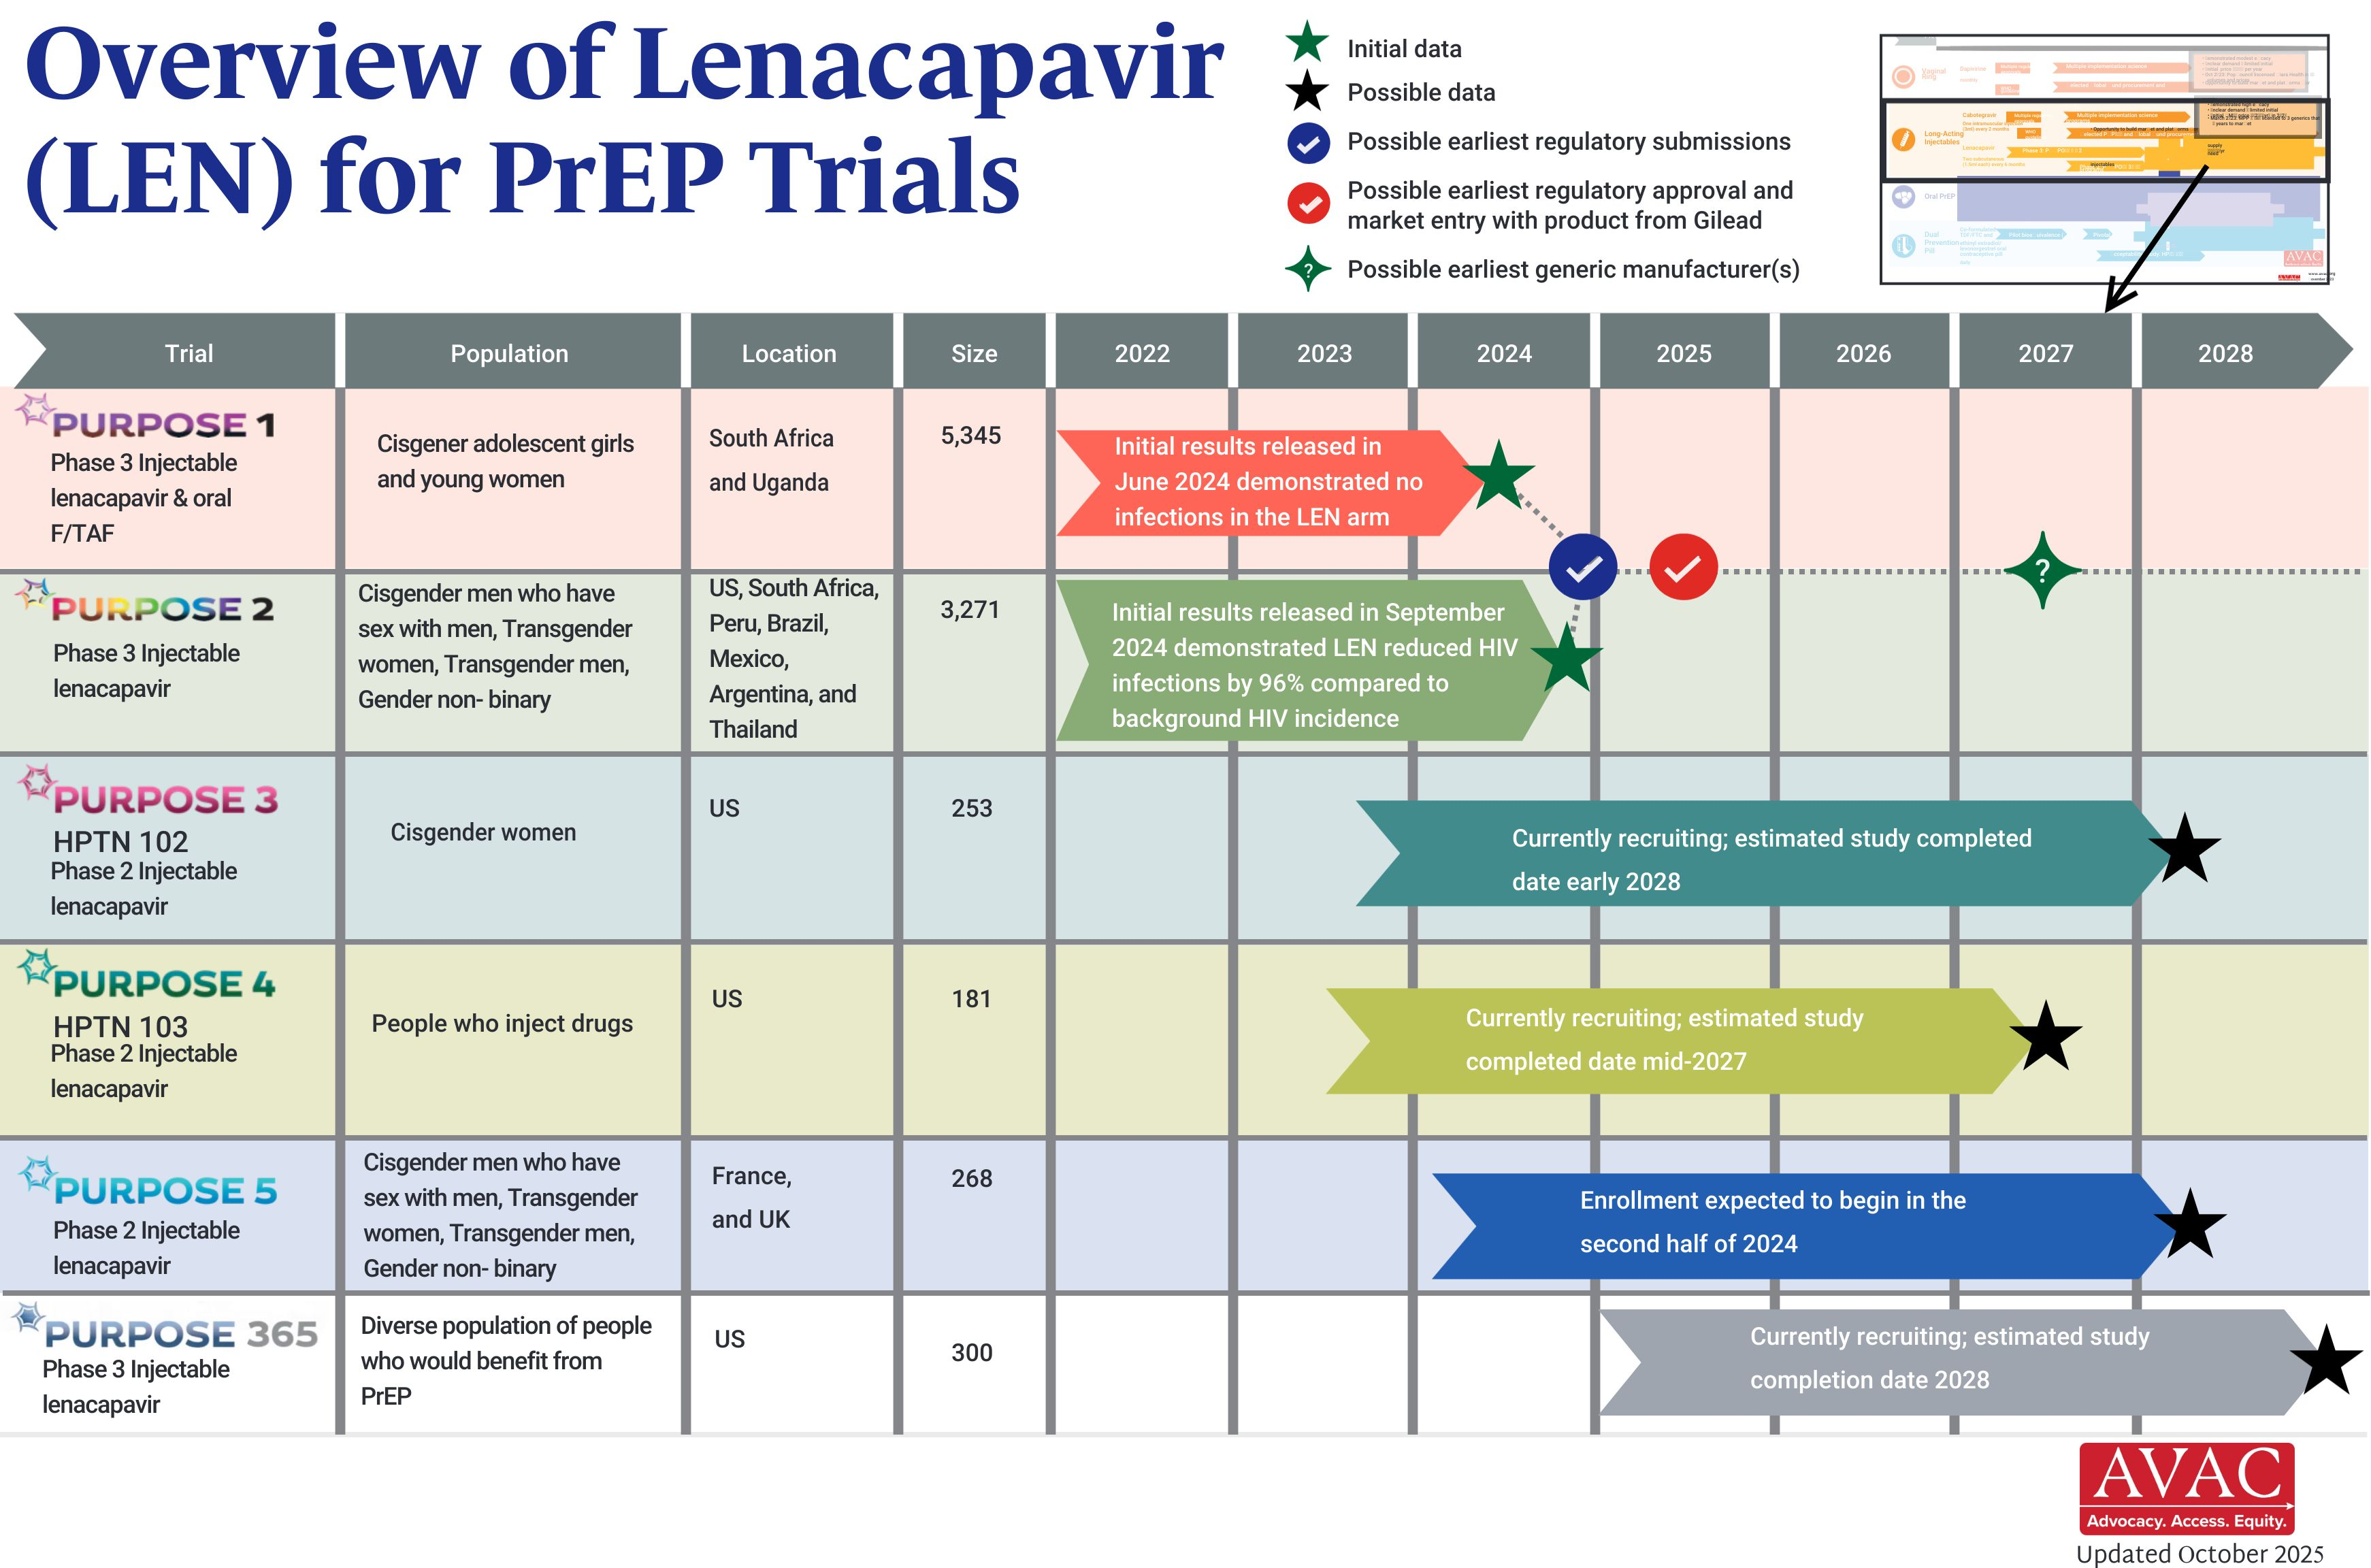 Overview of Lenacapavir
(LEN) for PrEP Trials
Initial data
Possible data
Possible earliest regulatory submissions
Possible earliest regulatory approval and
market entry with product from Gilead
?
Possible earliest generic manufacturer(s)
Vaginal
Ring
Long-Acting
Injectables
Oral PrEP
Dual
Prevention
Pill
Trial
Population
Location
Size
2022
2023
2024
2025
2026
2027
2028
PURPOSE 1
Phase 3 Injectable
lenacapavir & oral
F/TAF
Cisgener adolescent girls
and young women
South Africa
and Uganda
5,345
Initial results released in
June 2024 demonstrated no
infections in the LEN arm
?
PURPOSE 2
Phase 3 Injectable
lenacapavir
Cisgender men who have
sex with men, Transgender
women, Transgender men,
Gender non- binary
US, South Africa,
Peru, Brazil,
Mexico,
Argentina, and
Thailand
3,271
Initial results released in September
2024 demonstrated LEN reduced HIV
infections by 96% compared to
background HIV incidence
PURPOSE 3
HPTN 102
Phase 2 Injectable
lenacapavir
Cisgender women
US
253
Currently recruiting; estimated study completed
date early 2028
PURPOSE 4
HPTN 103
Phase 2 Injectable
lenacapavir
People who inject drugs
US
181
Currently recruiting; estimated study
completed date mid-2027
PURPOSE 5
Phase 2 Injectable
lenacapavir
Cisgender men who have
sex with men, Transgender
women, Transgender men,
Gender non- binary
France,
and UK
268
Enrollment expected to begin in the
second half of 2024
PURPOSE 365
Phase 3 Injectable
lenacapavir
Diverse population of people
who would benefit from
PrEP
US
300
Currently recruiting; estimated study
completion date 2028
AVAC
Advocacy. Access. Equity.
Updated October 2025